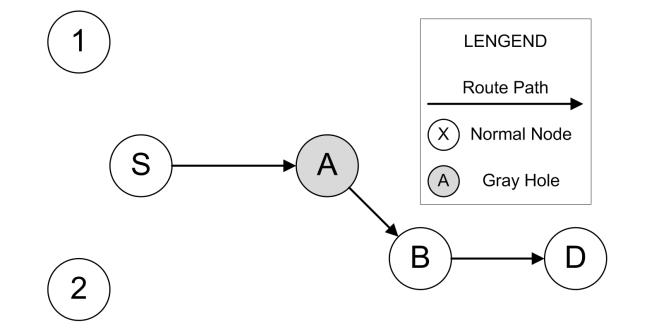 1
LENGEND
Route Path
X Normal Node
S
A
A Gray Hole
B
D
2